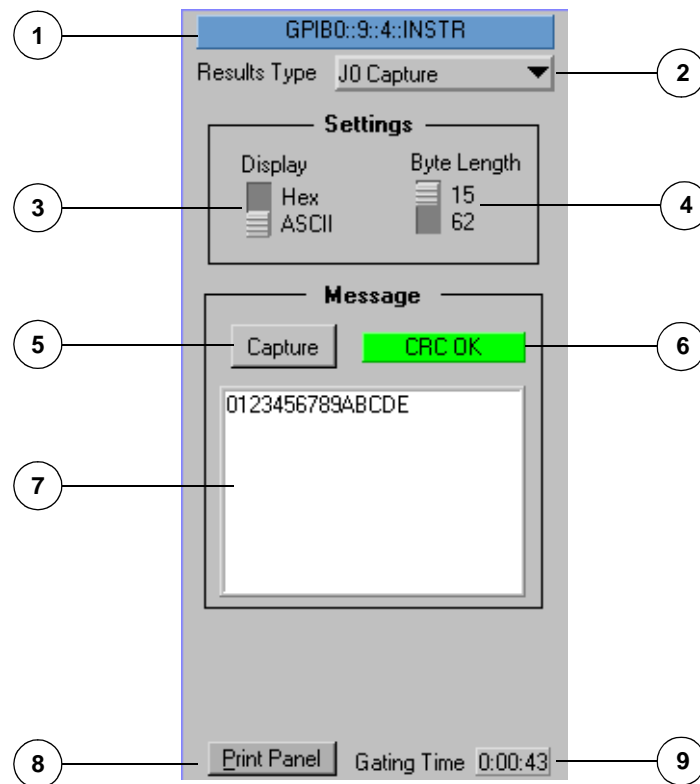 1
GPIB0::9::4::INSTR
Results Type J0 Capture
2
Settings
Display
Byte Length
3
Hex
ASCII
15
62
4
Message
5
Capture
CRC OK
6
0123456789ABCDE
7
8
Print Panel
Gating Time 0:00:43
9